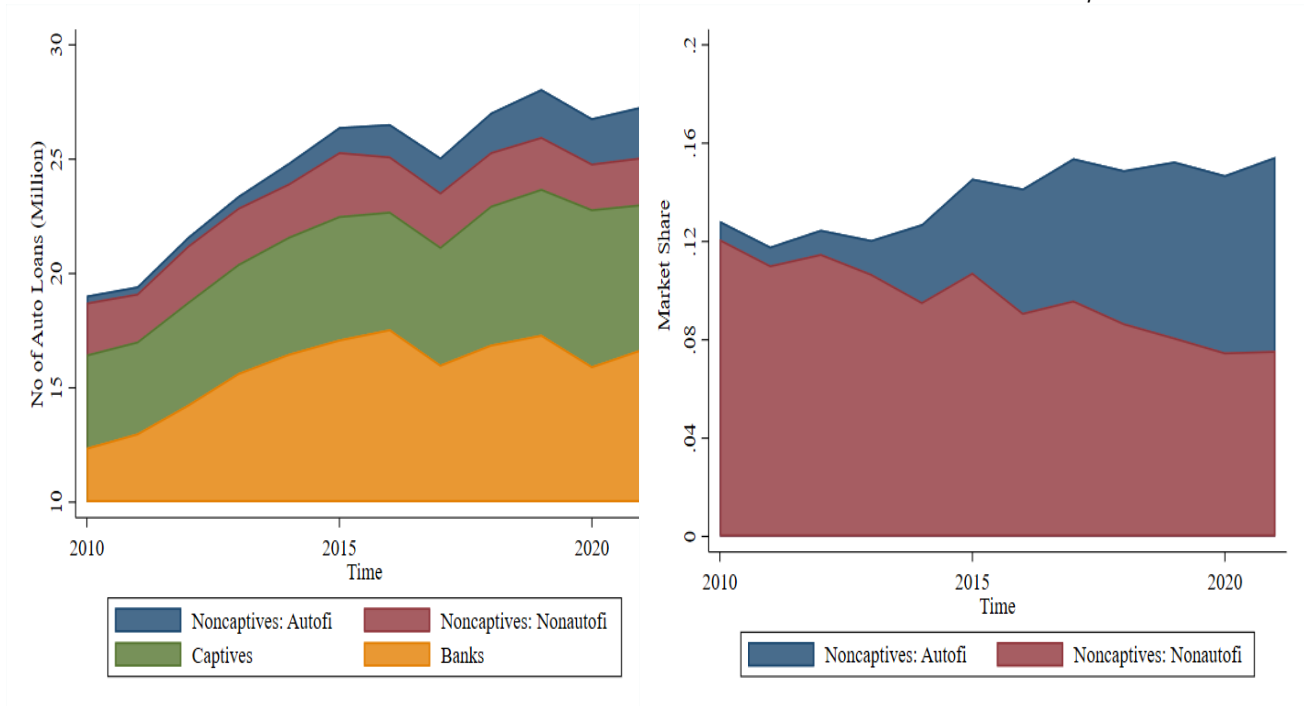 No of Auto Loans (Million)
30
25
20
15
10
2010
2015
2020
Time
Noncaptives: Autofi
Noncaptives: Nonautofi
Captives
Banks
Market Share
.2
.16
.12
.08
.04
0
2010
2015
2020
Time
Noncaptives: Autofi
Noncaptives: Nonautofi